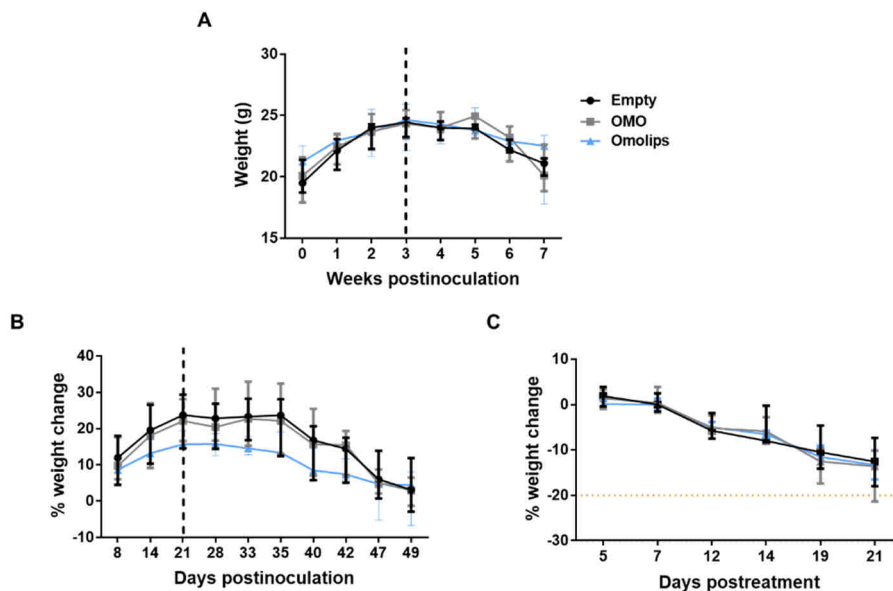 A
30
25
20
15
Weight (g)
0 1 2 3 4 5 6 7
Weeks postinoculation
Empty
OMO
Omolips
B
40
30
20
10
0
-10
% weight change
8 14 21 28 33 35 40 42 47 49
Days postinoculation
C
10
0
-10
-20
-30
% weight change
5 7 12 14 19 21
Days postreatment